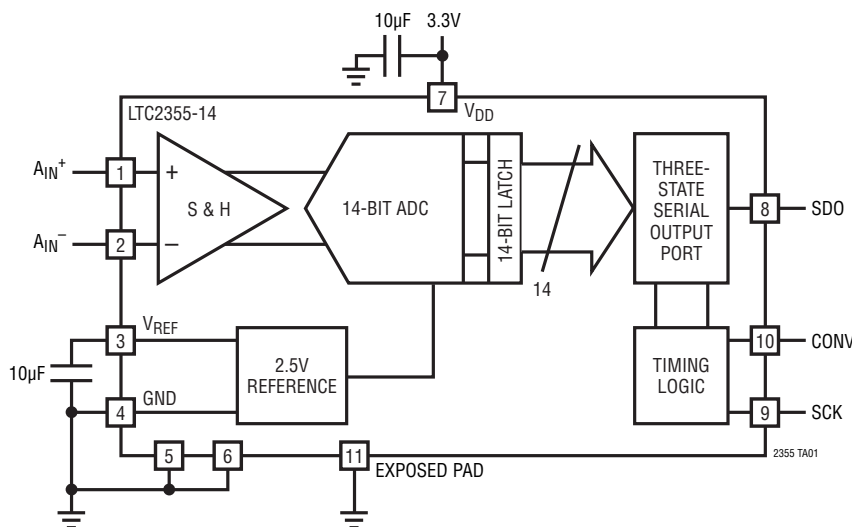 10µF 3.3V
7
VDD
LTC2355-14
AIN+
1
+
S & H
AIN–
2
–
14-BIT ADC
14-BIT LATCH
14
THREE-
STATE
SERIAL
OUTPUT
PORT
8
SDO
3
VREF
10µF
4
GND
2.5V
REFERENCE
TIMING
LOGIC
10
CONV
9
SCK
5
6
11
EXPOSED PAD
2355 TA01